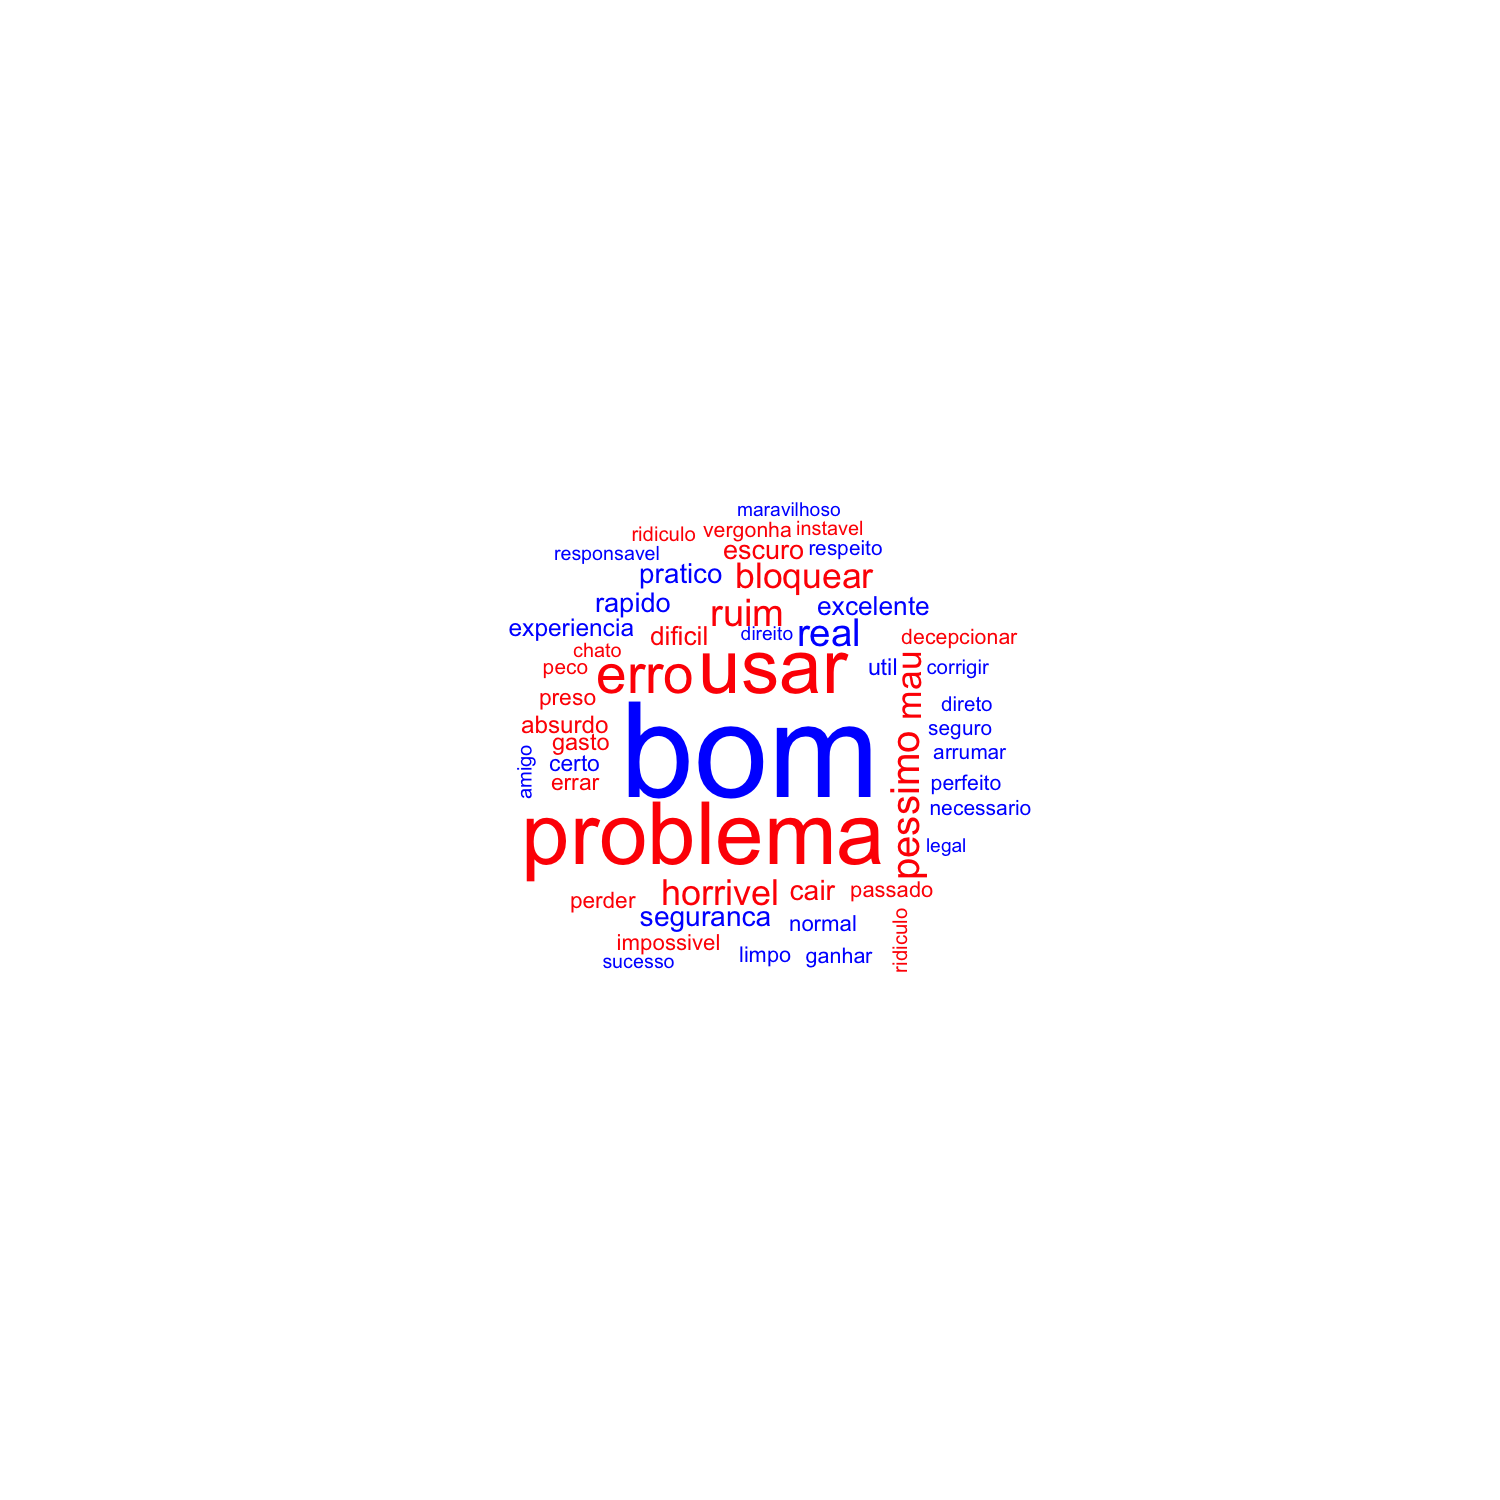 maravilhoso
ridiculo vergonha instavel
responsavel escuro respeito
pratico bloquear
rapido ruim excelente
experiencia dificil direito real decepcionar
chato
peco erro usar util corrigir
preso mau direto
absurdo seguro
gasto bom arrumar
amigo certo
errar pessimo perfeito
necessario
problema legal
perder horrivel cair passado
seguranca normal
impossivel ridiculo
sucesso limpo ganhar